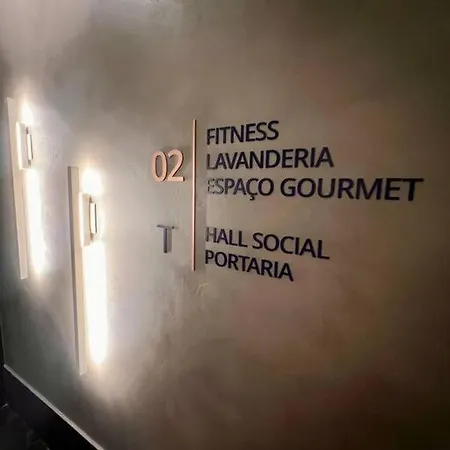 02
FITNESS
LAVANDERIA
ESPAÇO GOURMET
T
HALL SOCIAL
PORTARIA